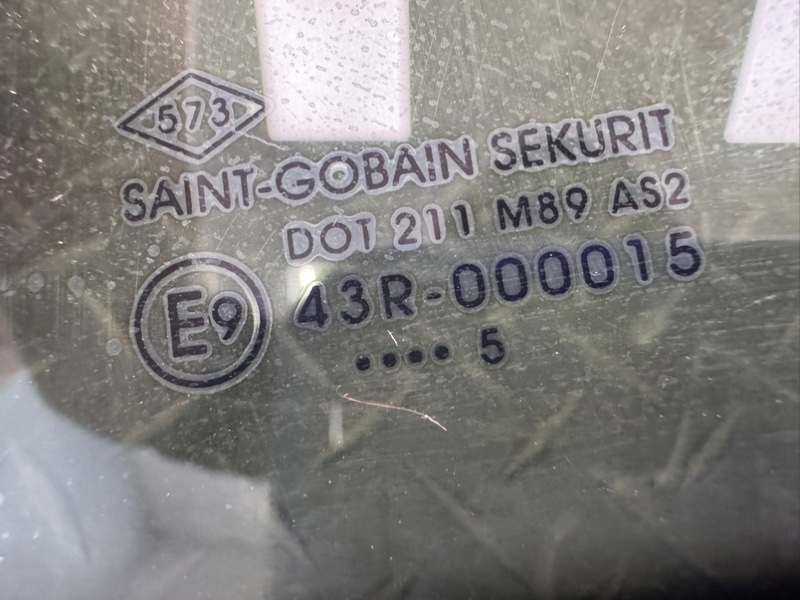 573
SAINT-GOBAIN SEKURIT
DOT 211 M89 AS2
E9 43R-000015
•••• 5